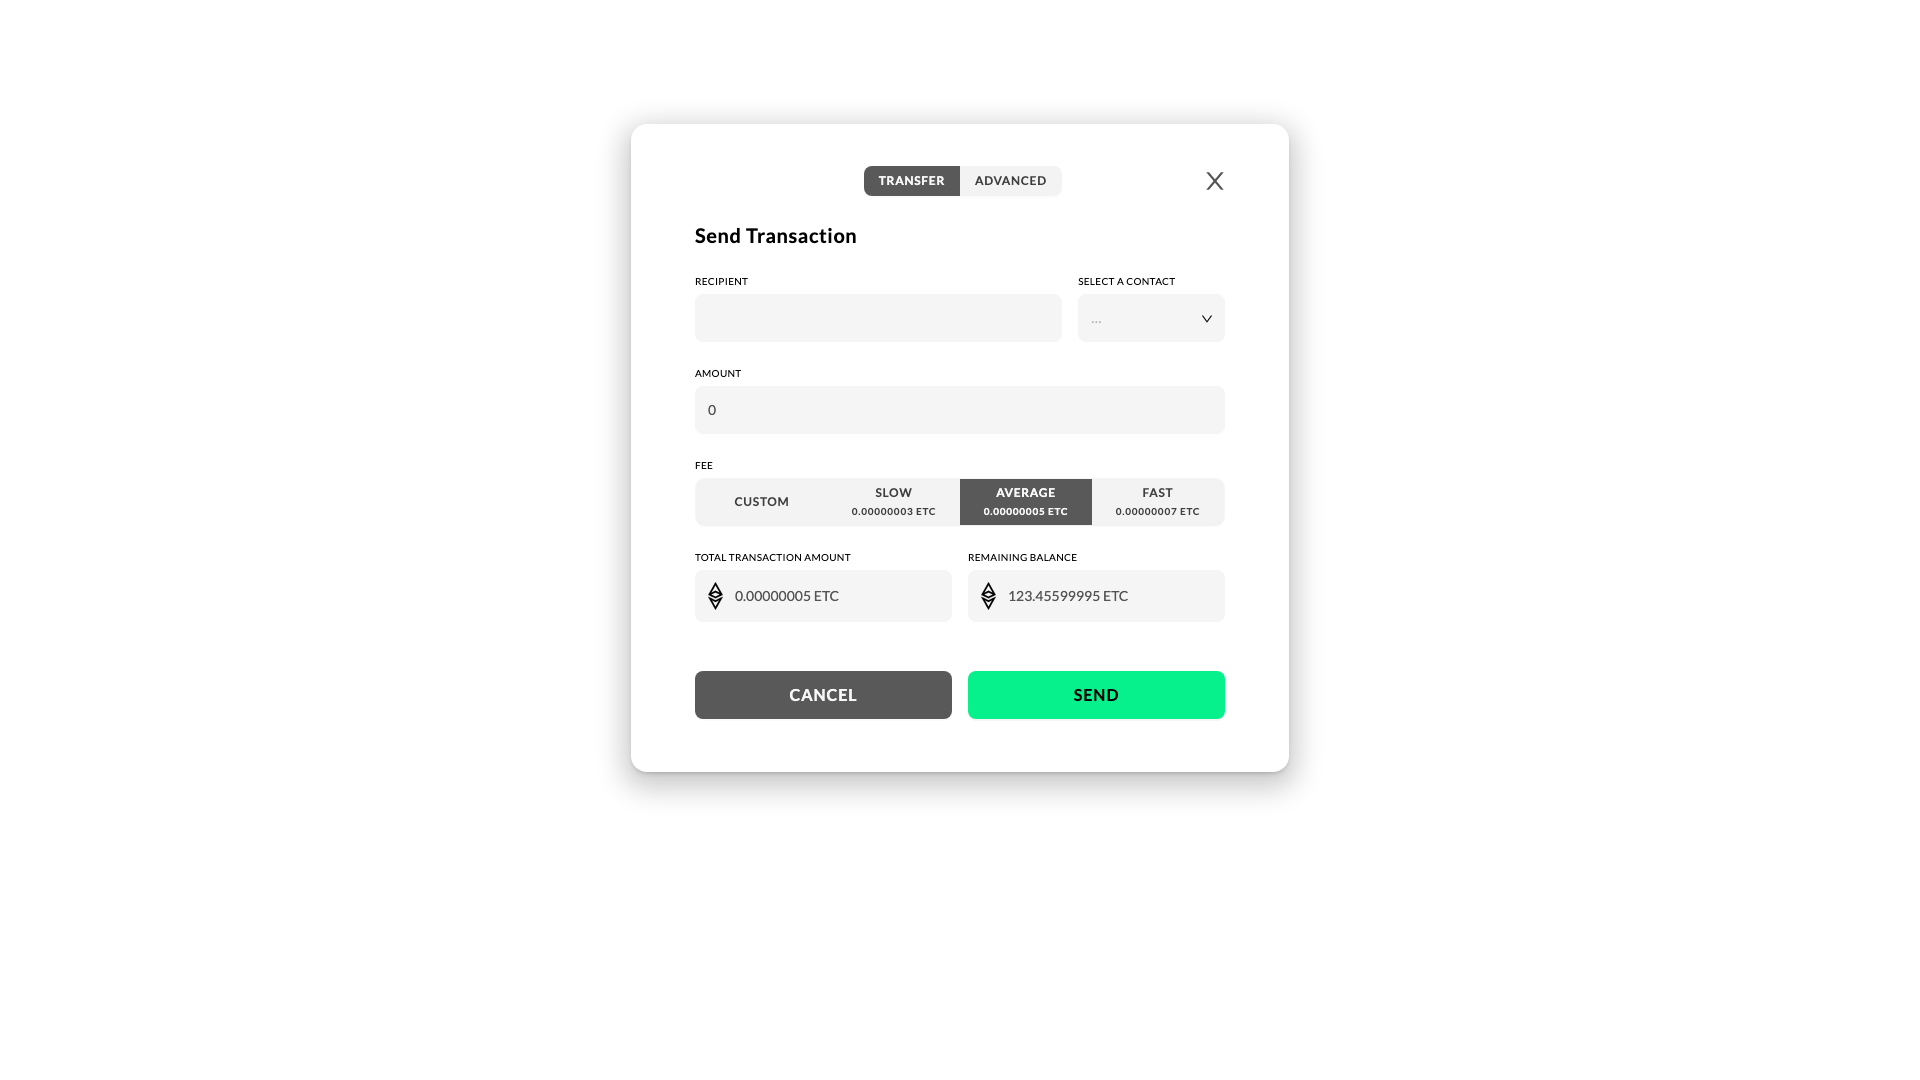 TRANSFER ADVANCED X
Send Transaction
RECIPIENT SELECT A CONTACT
...
AMOUNT
0
FEE
CUSTOM SLOW AVERAGE FAST
0.00000003 ETC 0.00000005 ETC 0.00000007 ETC
TOTAL TRANSACTION AMOUNT REMAINING BALANCE
0.00000005 ETC 123.45599995 ETC
CANCEL SEND